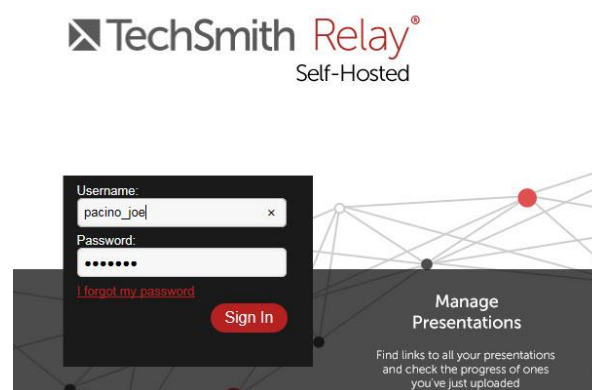 TechSmith Relay®
Self-Hosted
Username:
pacino_joe
×
Password:
•••••••
I forgot my password
Sign In
Manage
Presentations
Find links to all your presentations
and check the progress of ones
you've just uploaded